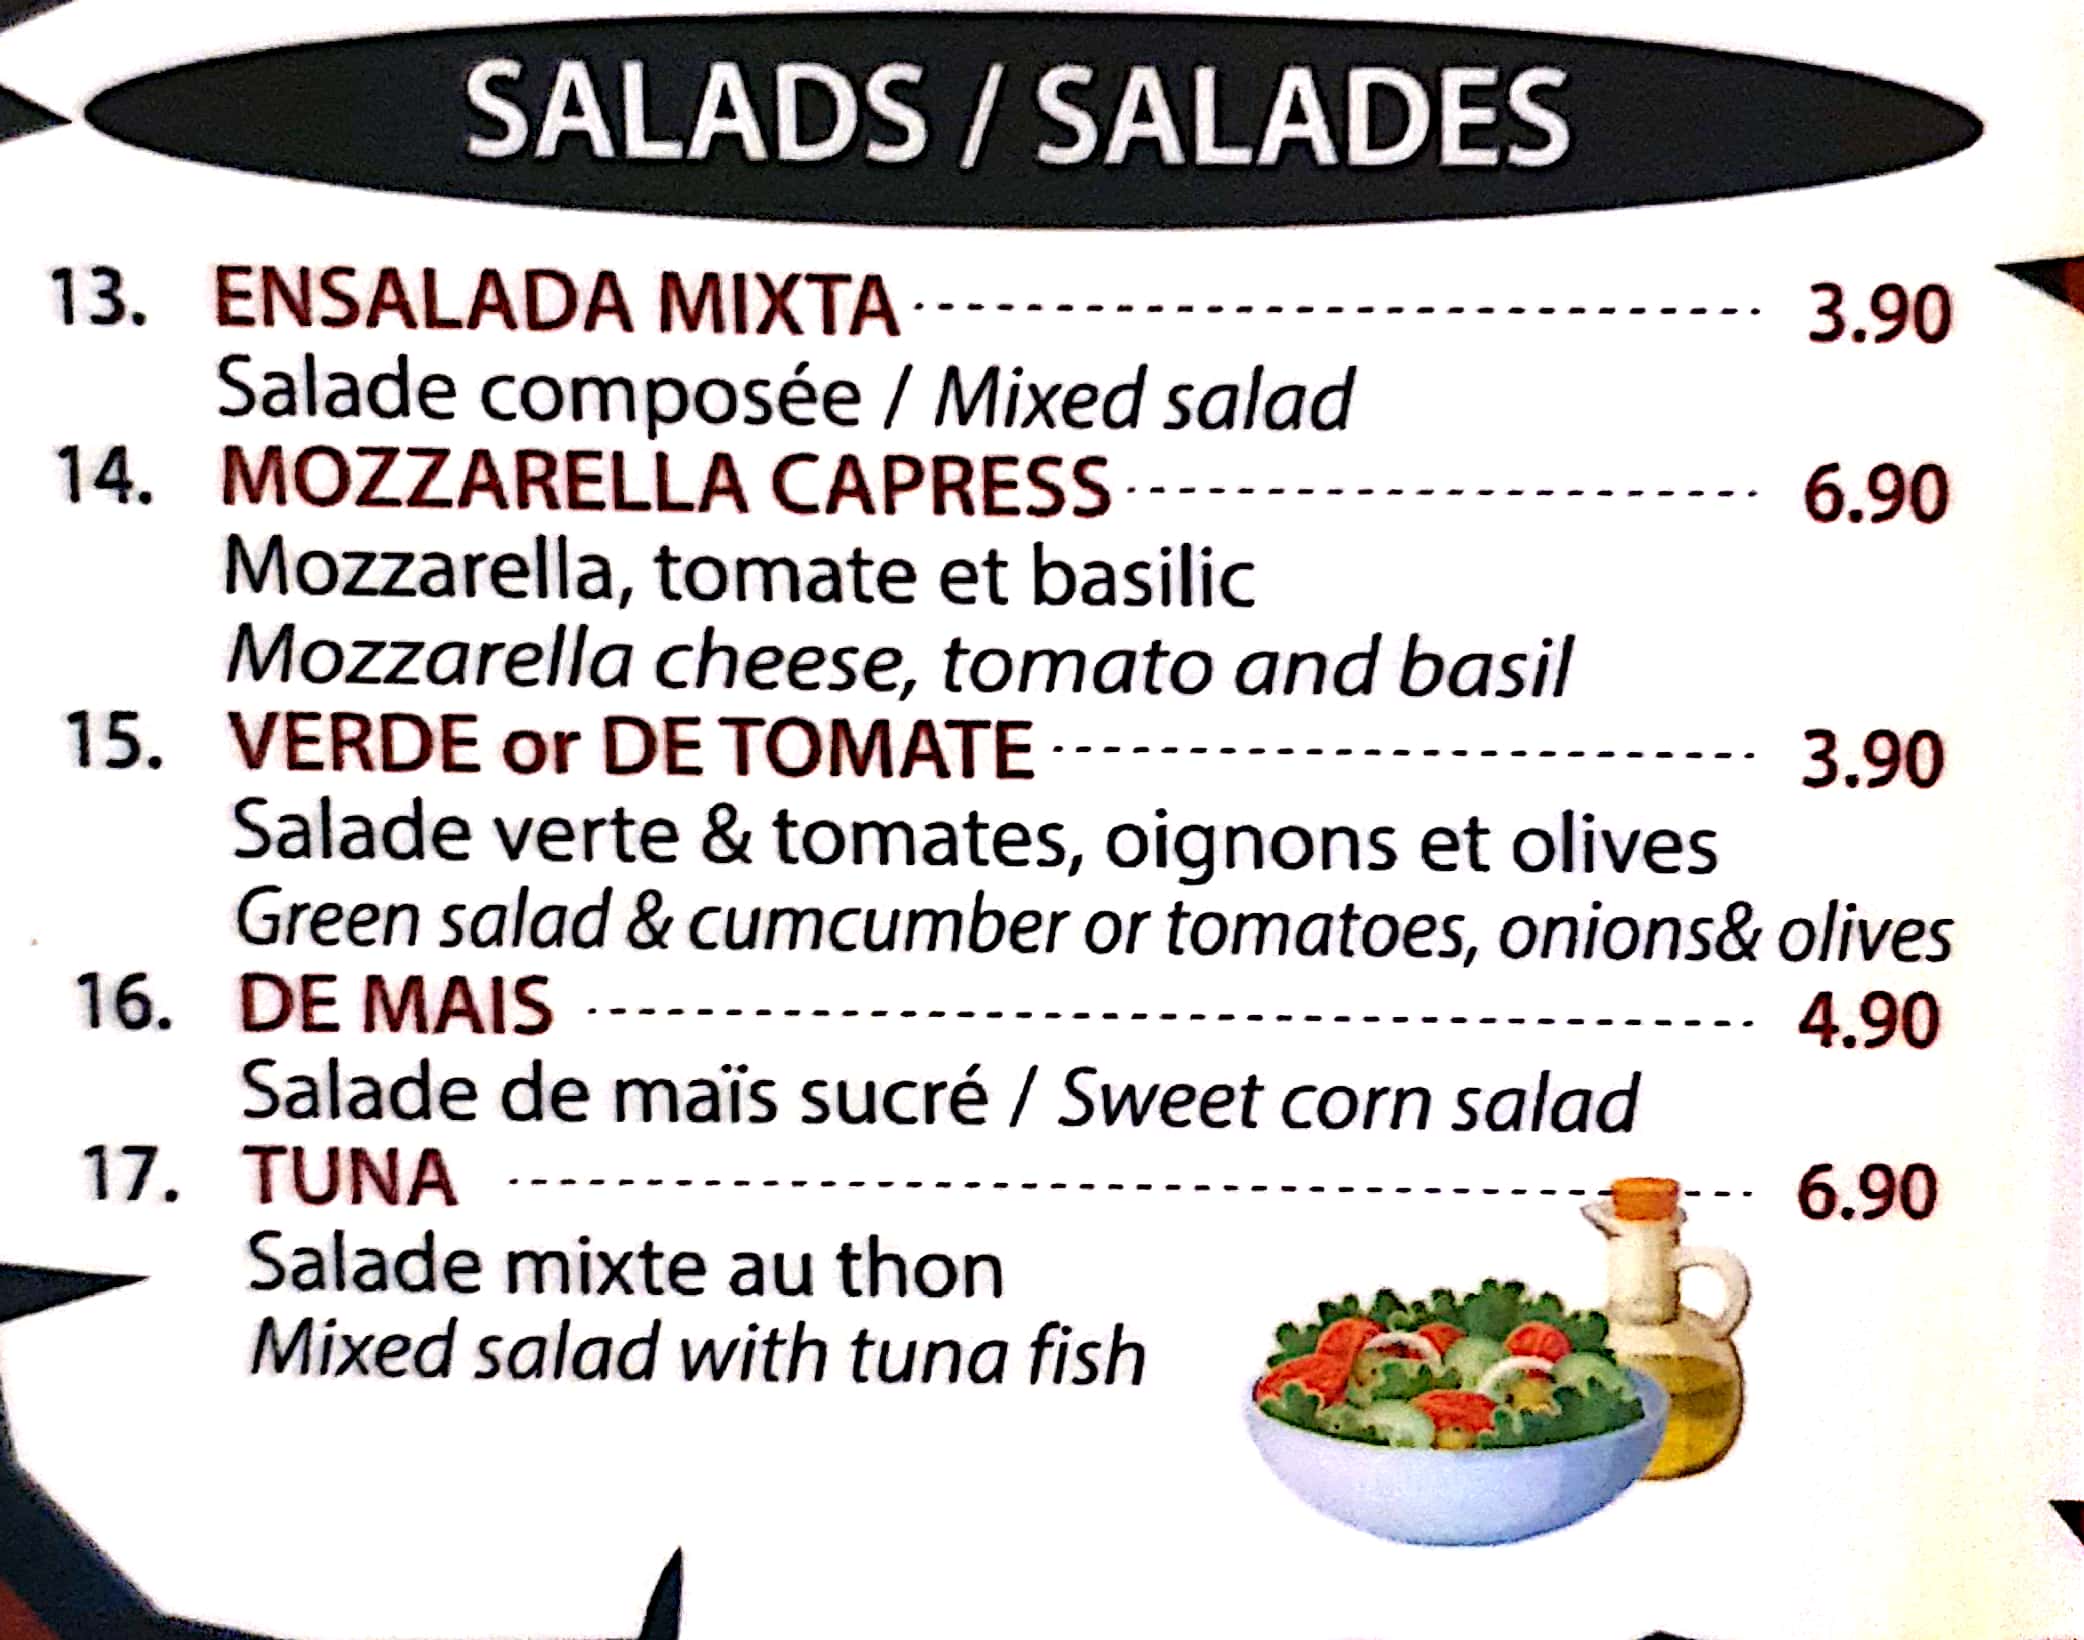 SALADS / SALADES
13. ENSALADA MIXTA 3.90
Salade composée / Mixed salad
14. MOZZARELLA CAPRESS 6.90
Mozzarella, tomate et basilic
Mozzarella cheese, tomato and basil
15. VERDE or DE TOMATE 3.90
Salade verte & tomates, oignons et olives
Green salad & cumcumber or tomatoes, onions& olives
16. DE MAIS 4.90
Salade de maïs sucré / Sweet corn salad
17. TUNA 6.90
Salade mixte au thon
Mixed salad with tuna fish